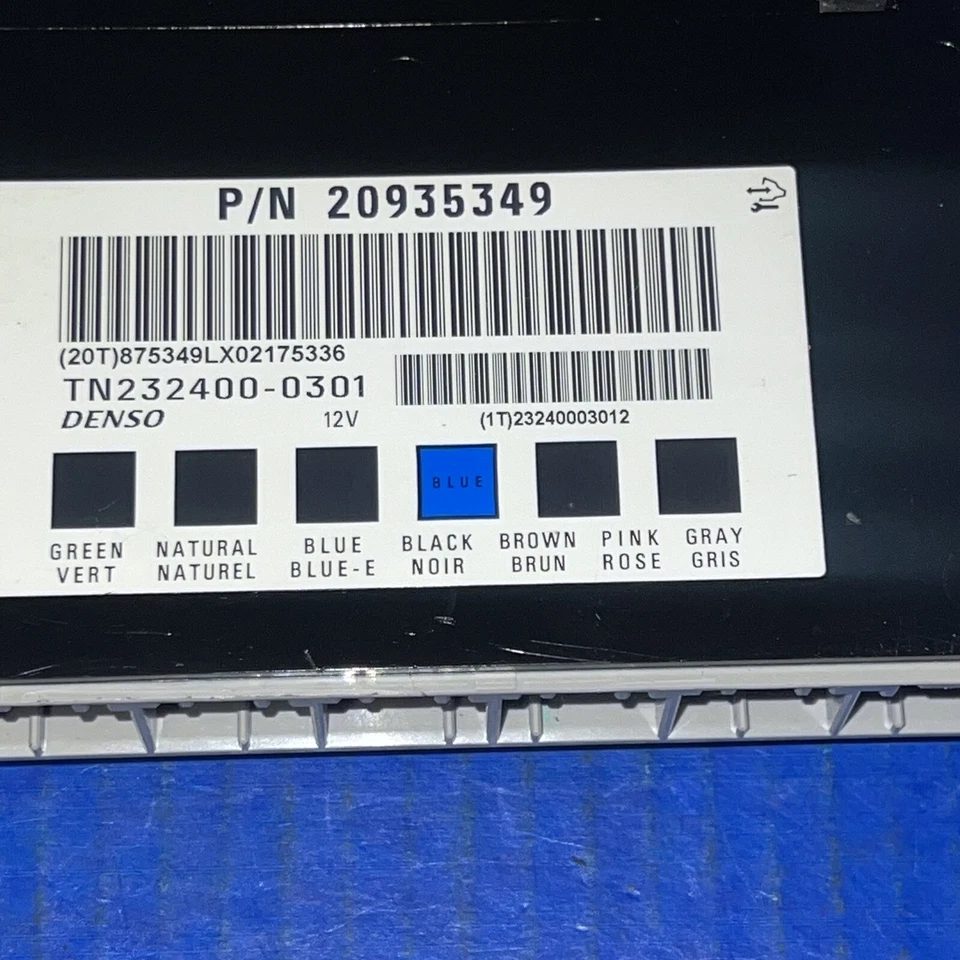 P/N 20935349
(20T)875349LX02175336
TN232400-0301
DENSO 12V (1T)23240003012
BLUE
GREEN NATURAL BLUE BLACK BROWN PINK GRAY
VERT NATUREL BLUE-E NOIR BRUN ROSE GRIS